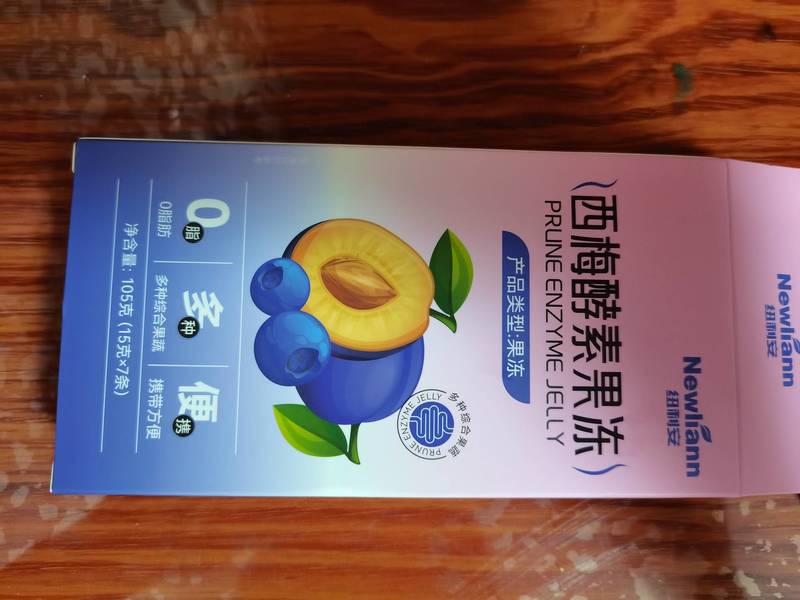 Newliann
纽利安
Newliann
纽利安
西梅酵素果冻
PRUNE ENZYME JELLY
产品类型:果冻
多种综合果蔬
PRUNE ENZYME JELLY
0脂
0脂肪
多种
多种综合果蔬
便携
携带方便
净含量: 105克 (15克×7条)